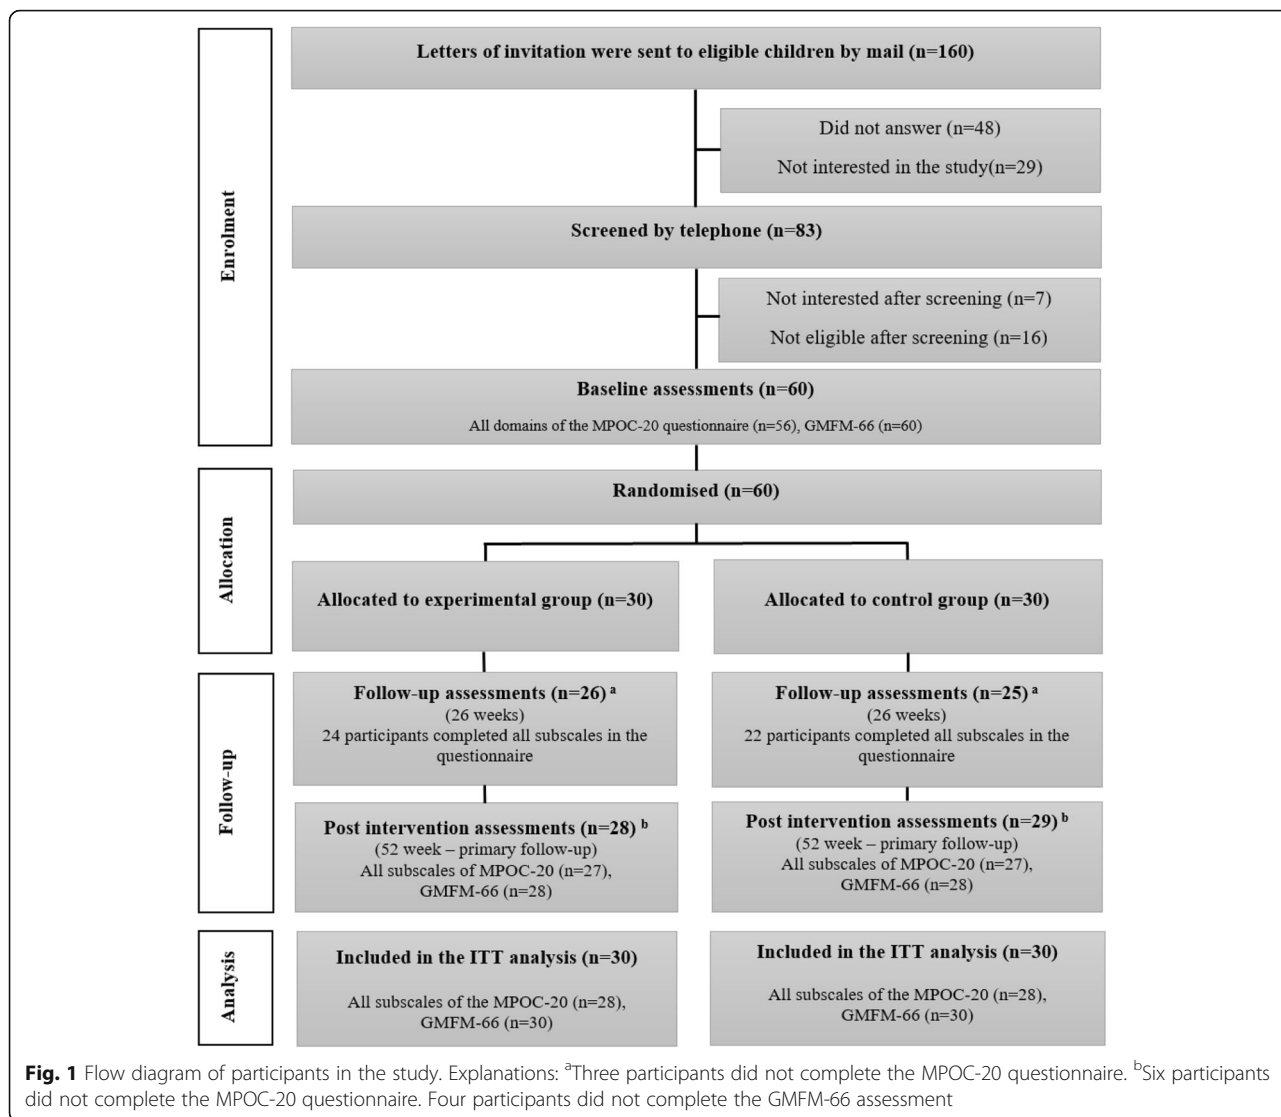 Enrolment
Letters of invitation were sent to eligible children by mail (n=160)
Did not answer (n=48)
Not interested in the study(n=29)
Screened by telephone (n=83)
Not interested after screening (n=7)
Not eligible after screening (n=16)
Baseline assessments (n=60)
All domains of the MPOC-20 questionnaire (n=56), GMFM-66 (n=60)
Allocation
Randomised (n=60)
Allocated to experimental group (n=30)
Allocated to control group (n=30)
Follow-up
Follow-up assessments (n=26) a
(26 weeks)
24 participants completed all subscales in the
questionnaire
Follow-up assessments (n=25) a
(26 weeks)
22 participants completed all subscales in the
questionnaire
Post intervention assessments (n=28) b
(52 week – primary follow-up)
All subscales of MPOC-20 (n=27),
GMFM-66 (n=28)
Post intervention assessments (n=29) b
(52 week – primary follow-up)
All subscales of MPOC-20 (n=27),
GMFM-66 (n=28)
Analysis
Included in the ITT analysis (n=30)
All subscales of the MPOC-20 (n=28),
GMFM-66 (n=30)
Included in the ITT analysis (n=30)
All subscales of the MPOC-20 (n=28),
GMFM-66 (n=30)
Fig. 1 Flow diagram of participants in the study. Explanations: aThree participants did not complete the MPOC-20 questionnaire. bSix participants
did not complete the MPOC-20 questionnaire. Four participants did not complete the GMFM-66 assessment